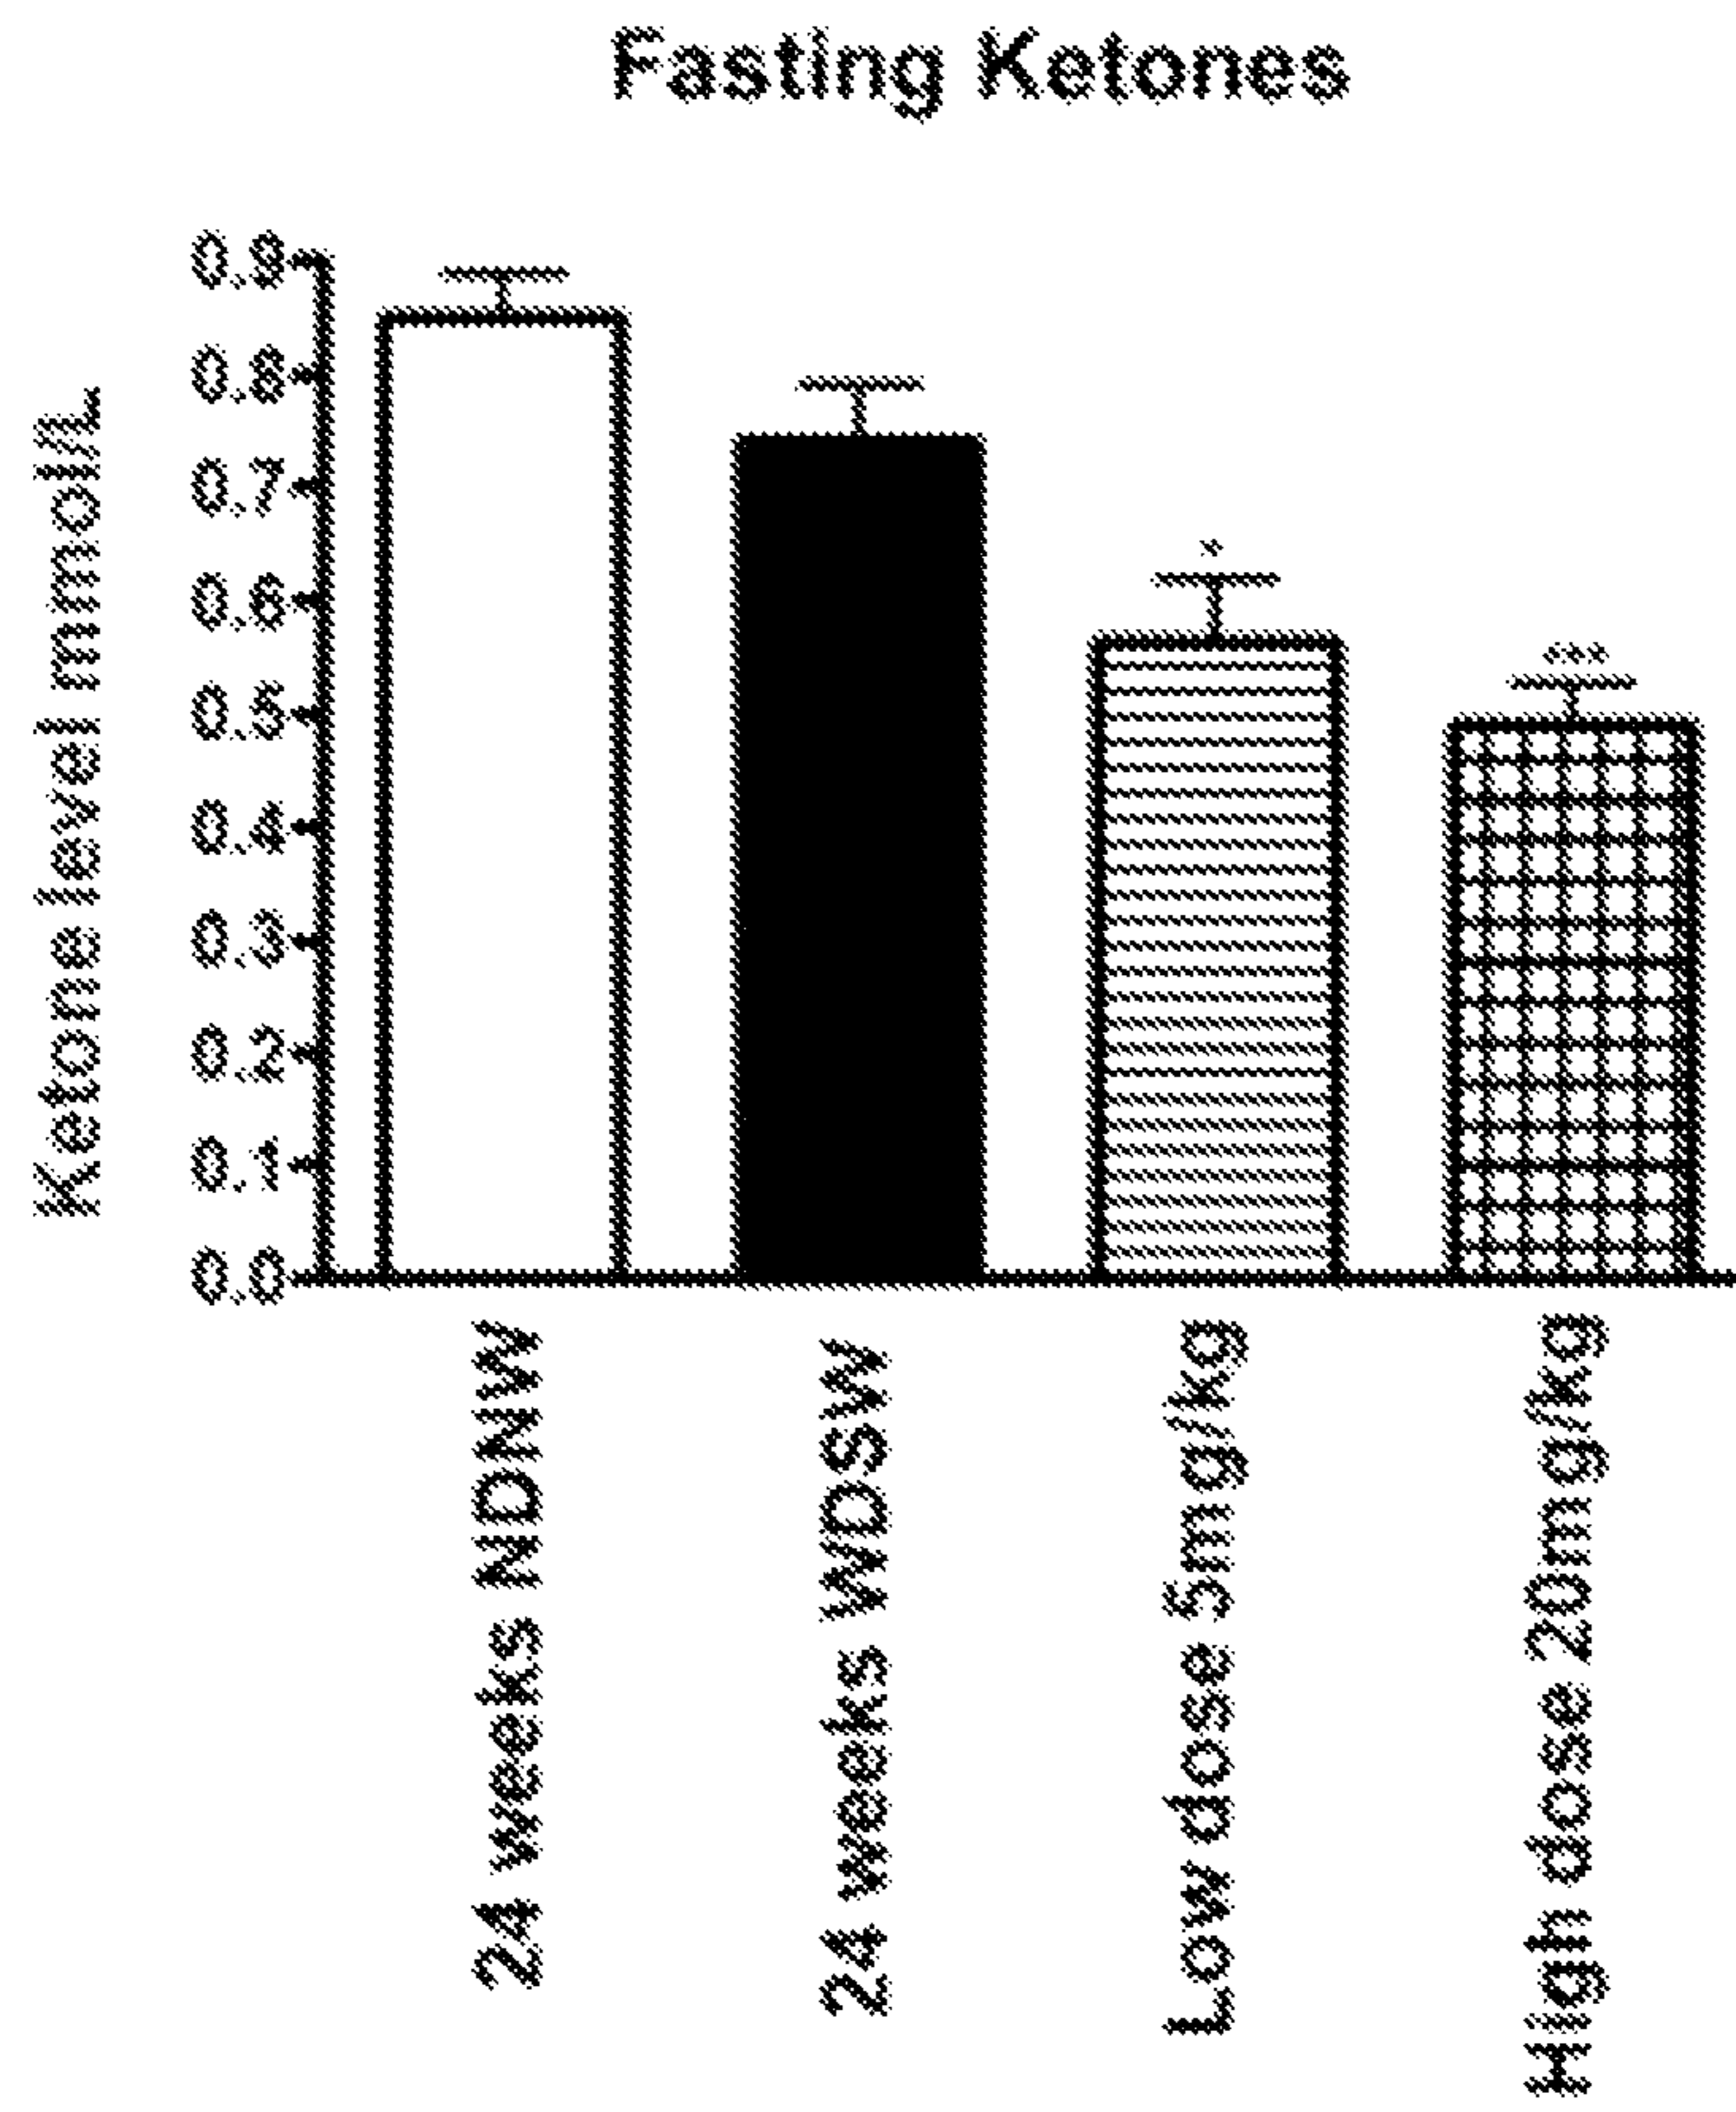 Fasting Ketones
Ketone level mmol/L
0.9
0.8
0.7
0.6
0.5
0.4
0.3
0.2
0.1
0.0
*
***
24 weeks NDNW
24 weeks WDSW
Low dose 5mg/kg
High dose 20mg/kg